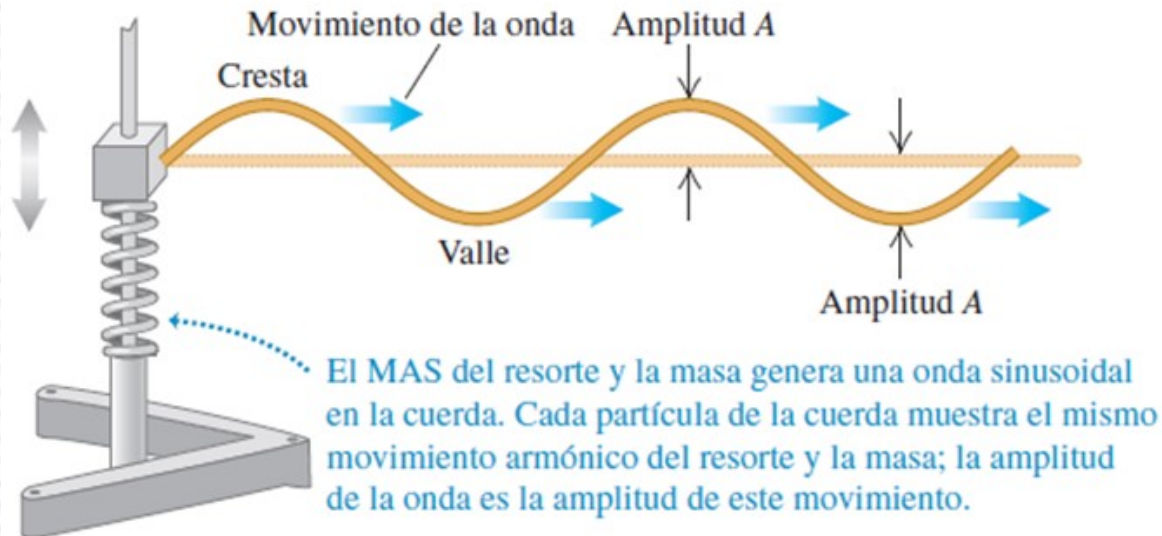 Movimiento de la onda
Amplitud A
Cresta
Valle
Amplitud A
El MAS del resorte y la masa genera una onda sinusoidal
en la cuerda. Cada partícula de la cuerda muestra el mismo
movimiento armónico del resorte y la masa; la amplitud
de la onda es la amplitud de este movimiento.